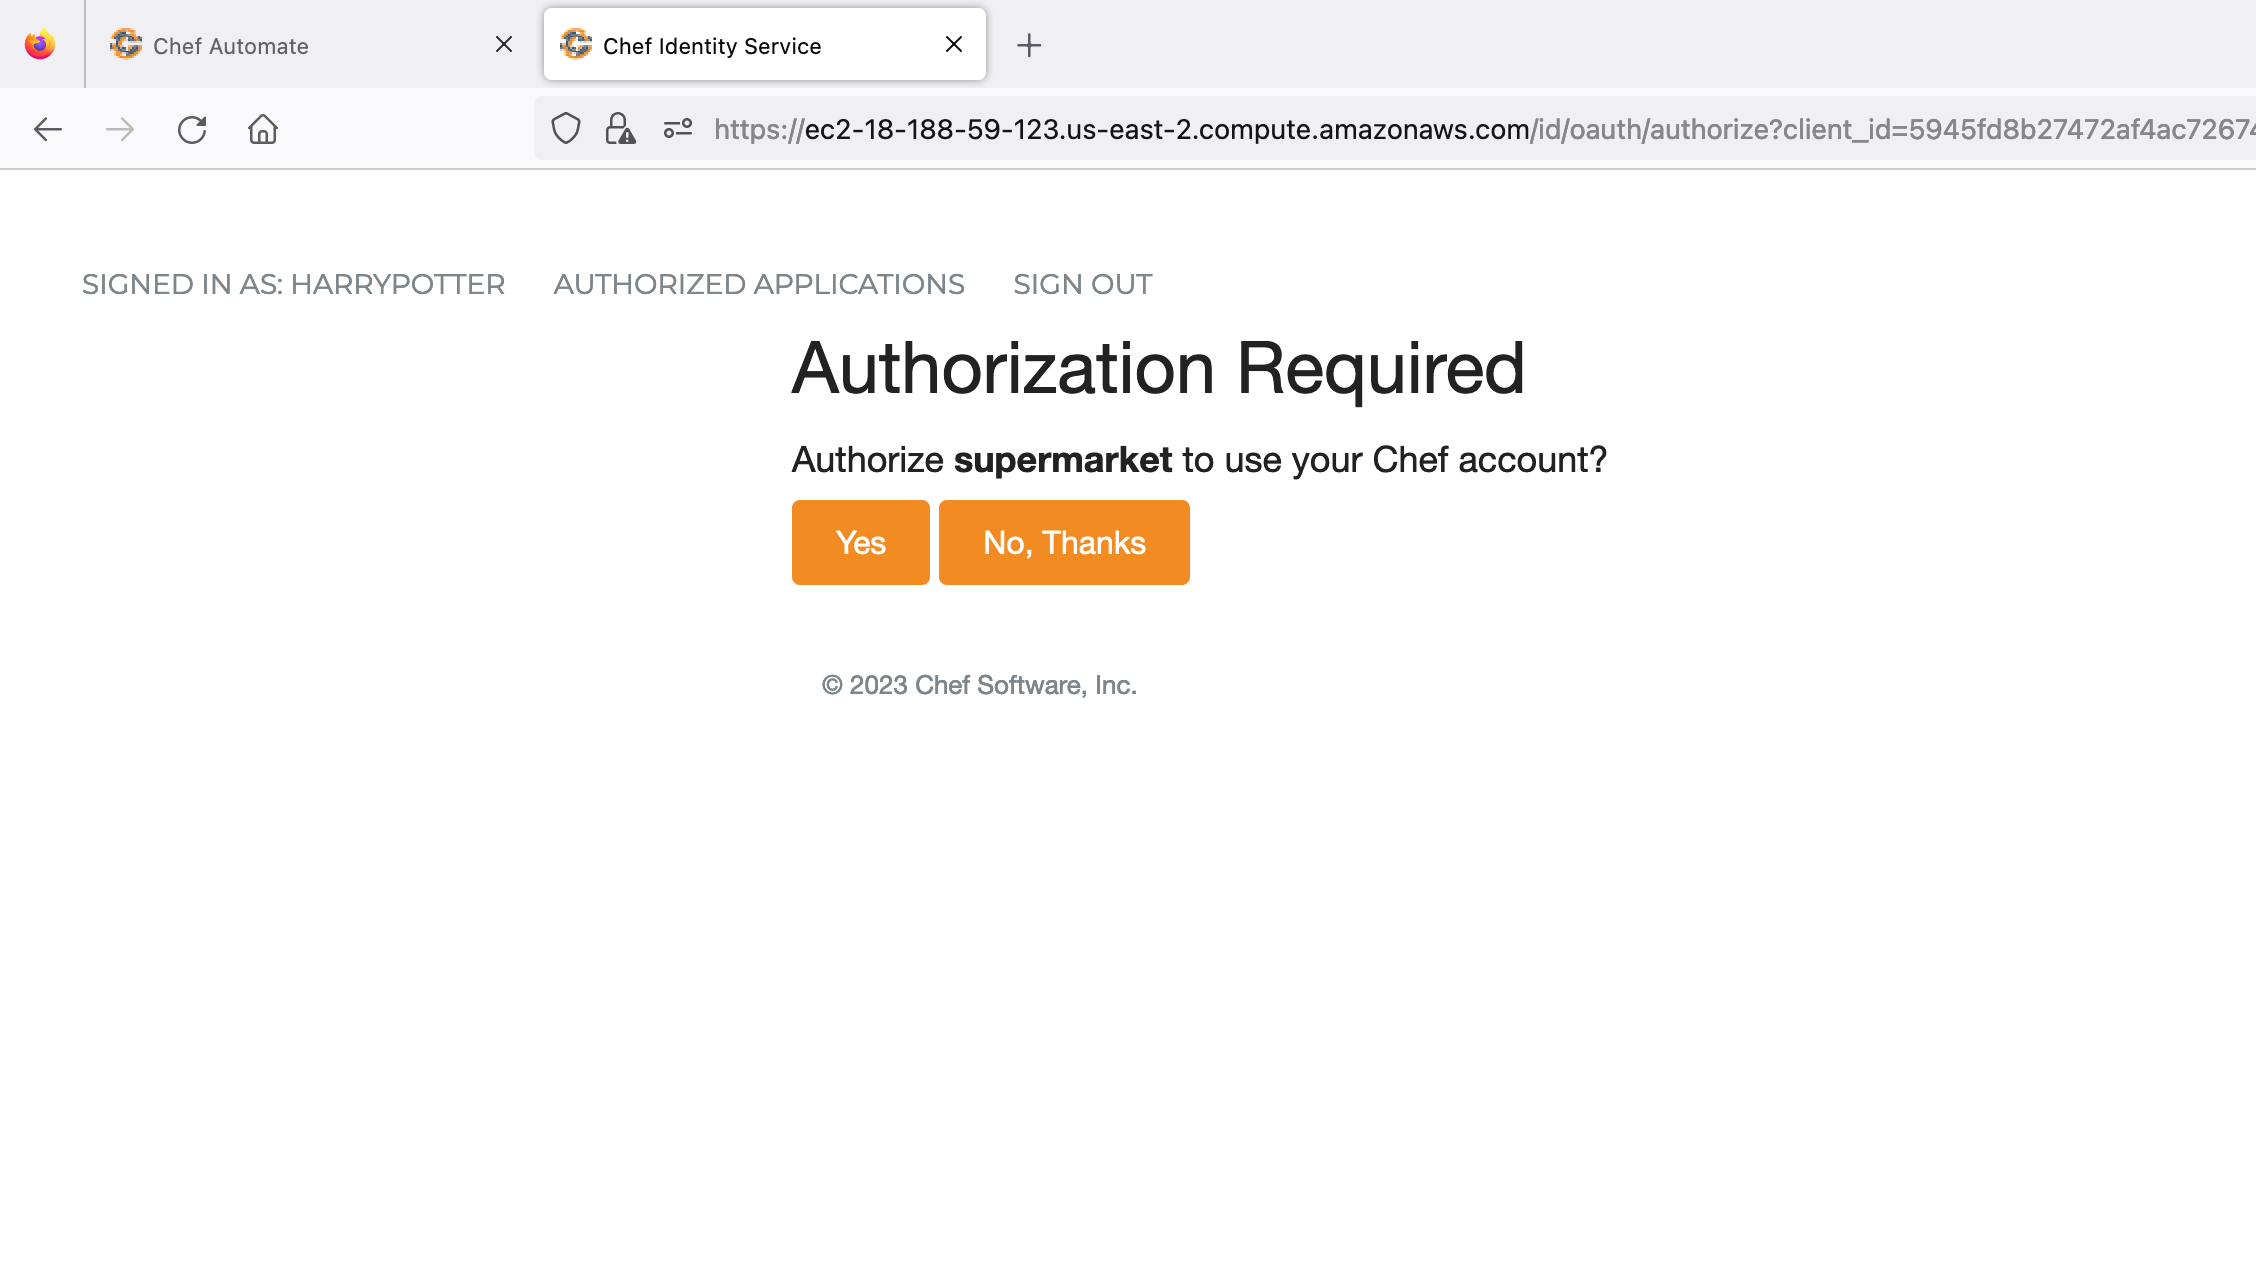 Chef Automate
Chef Identity Service
https://ec2-18-188-59-123.us-east-2.compute.amazonaws.com/id/oauth/authorize?client_id=5945fd8b27472af4ac72674
SIGNED IN AS: HARRYPOTTER AUTHORIZED APPLICATIONS SIGN OUT
Authorization Required
Authorize supermarket to use your Chef account?
Yes No, Thanks
© 2023 Chef Software, Inc.